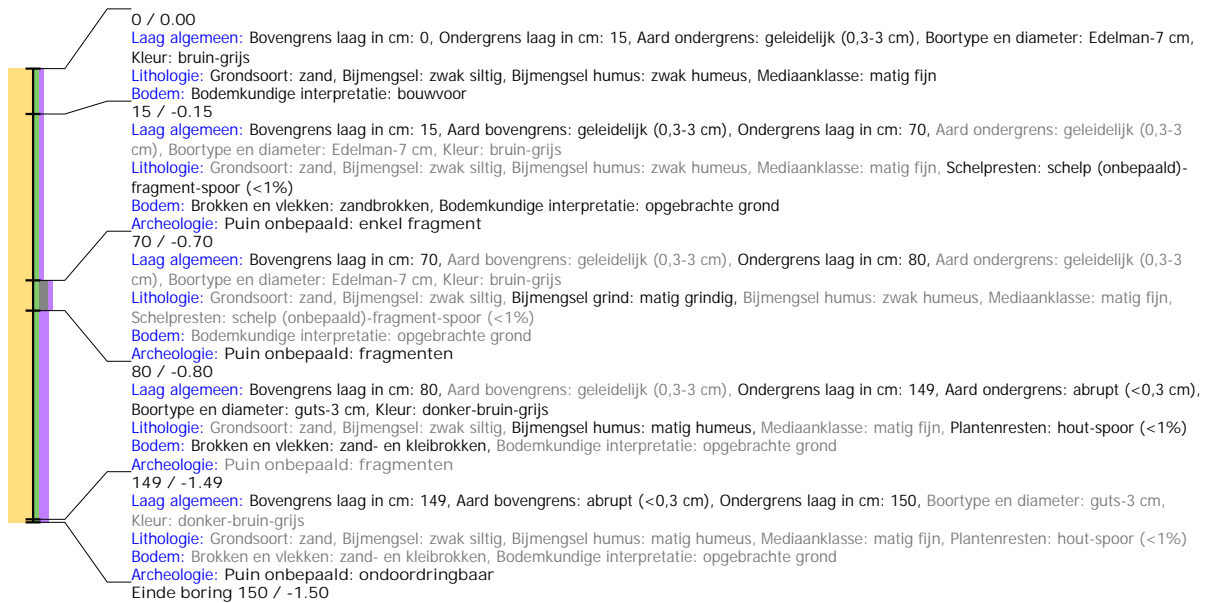 0 / 0.00
Laag algemeen: Bovengrens laag in cm: 0, Ondergrens laag in cm: 15, Aard ondergrens: geleidelijk (0,3-3 cm), Boortype en diameter: Edelman-7 cm,
Kleur: bruin-grijs
Lithologie: Grondsoort: zand, Bijmengsel: zwak siltig, Bijmengsel humus: zwak humeus, Mediaanklasse: matig fijn
Bodem: Bodemkundige interpretatie: bouwvoor
15 / -0.15
Laag algemeen: Bovengrens laag in cm: 15, Aard bovengrens: geleidelijk (0,3-3 cm), Ondergrens laag in cm: 70, Aard ondergrens: geleidelijk (0,3-3
cm), Boortype en diameter: Edelman-7 cm, Kleur: bruin-grijs
Lithologie: Grondsoort: zand, Bijmengsel: zwak siltig, Bijmengsel humus: zwak humeus, Mediaanklasse: matig fijn, Schelpresten: schelp (onbepaald)-
fragment-spoor (<1%)
Bodem: Brokken en vlekken: zandbrokken, Bodemkundige interpretatie: opgebrachte grond
Archeologie: Puin onbepaald: enkel fragment
70 / -0.70
Laag algemeen: Bovengrens laag in cm: 70, Aard bovengrens: geleidelijk (0,3-3 cm), Ondergrens laag in cm: 80, Aard ondergrens: geleidelijk (0,3-3
cm), Boortype en diameter: Edelman-7 cm, Kleur: bruin-grijs
Lithologie: Grondsoort: zand, Bijmengsel: zwak siltig, Bijmengsel grind: matig grindig, Bijmengsel humus: zwak humeus, Mediaanklasse: matig fijn,
Schelpresten: schelp (onbepaald)-fragment-spoor (<1%)
Bodem: Bodemkundige interpretatie: opgebrachte grond
Archeologie: Puin onbepaald: fragmenten
80 / -0.80
Laag algemeen: Bovengrens laag in cm: 80, Aard bovengrens: geleidelijk (0,3-3 cm), Ondergrens laag in cm: 149, Aard ondergrens: abrupt (<0,3 cm),
Boortype en diameter: guts-3 cm, Kleur: donker-bruin-grijs
Lithologie: Grondsoort: zand, Bijmengsel: zwak siltig, Bijmengsel humus: matig humeus, Mediaanklasse: matig fijn, Plantenresten: hout-spoor (<1%)
Bodem: Brokken en vlekken: zand- en kleibrokken, Bodemkundige interpretatie: opgebrachte grond
Archeologie: Puin onbepaald: fragmenten
149 / -1.49
Laag algemeen: Bovengrens laag in cm: 149, Aard bovengrens: abrupt (<0,3 cm), Ondergrens laag in cm: 150, Boortype en diameter: guts-3 cm,
Kleur: donker-bruin-grijs
Lithologie: Grondsoort: zand, Bijmengsel: zwak siltig, Bijmengsel humus: matig humeus, Mediaanklasse: matig fijn, Plantenresten: hout-spoor (<1%)
Bodem: Brokken en vlekken: zand- en kleibrokken, Bodemkundige interpretatie: opgebrachte grond
Archeologie: Puin onbepaald: ondoordringbaar
Einde boring 150 / -1.50